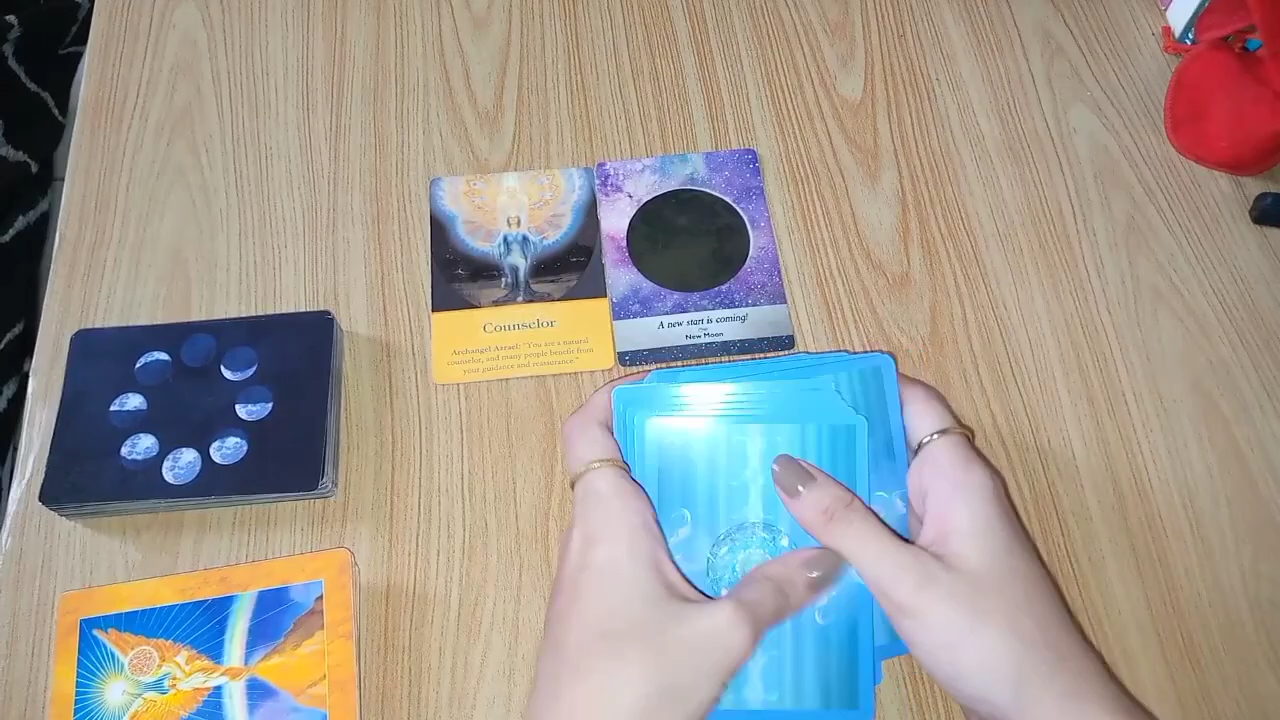 Counselor
Archangel Azrael: "You are a natural
counselor, and many people benefit from
your guidance and reassurance."
A new start is coming!
New Moon